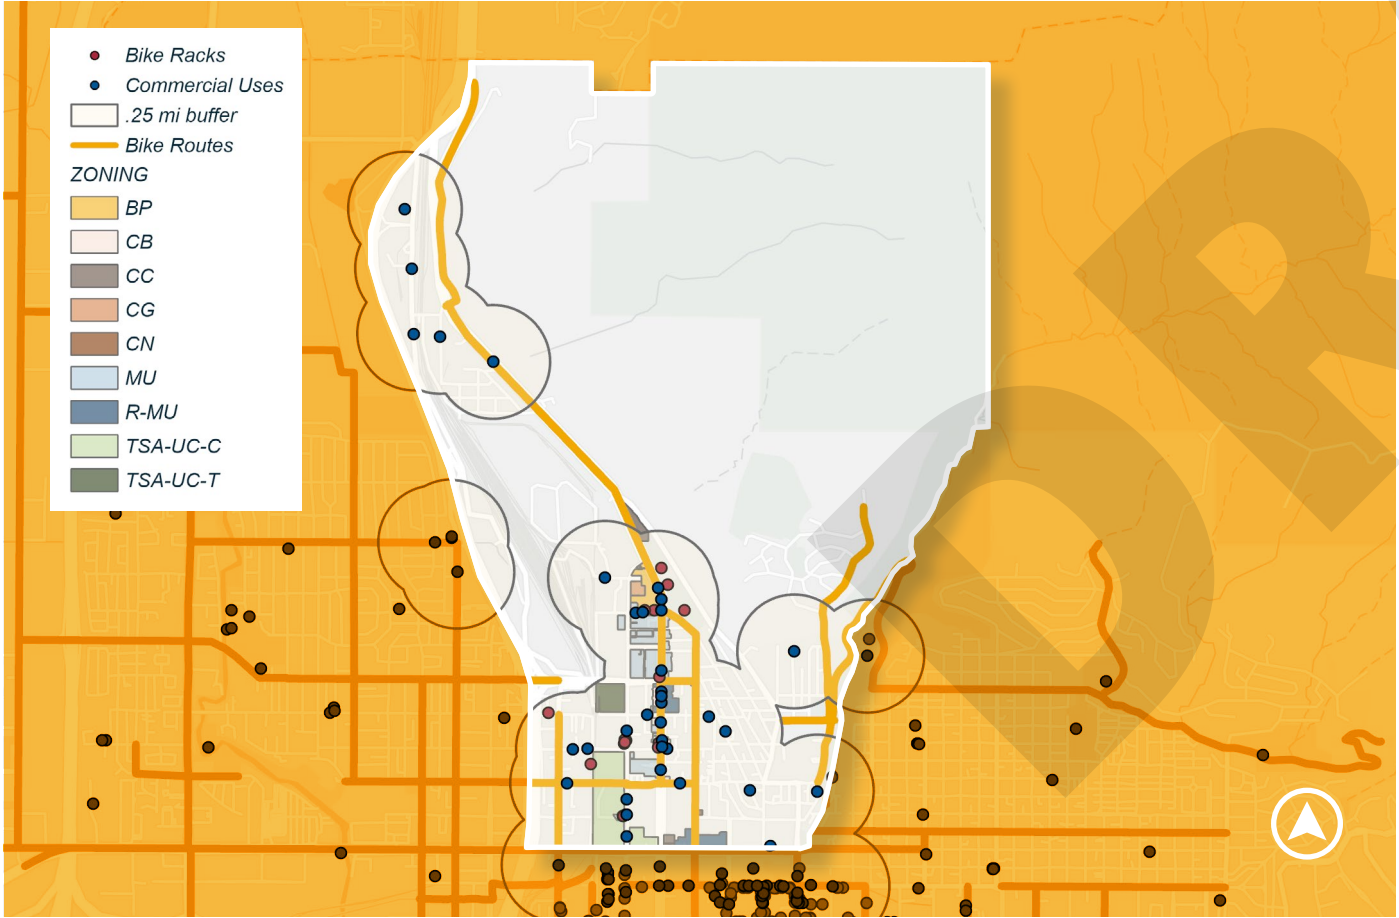 Bike Racks
Commercial Uses
.25 mi buffer
Bike Routes
ZONING
BP
CB
CC
CG
CN
MU
R-MU
TSA-UC-C
TSA-UC-T
DR